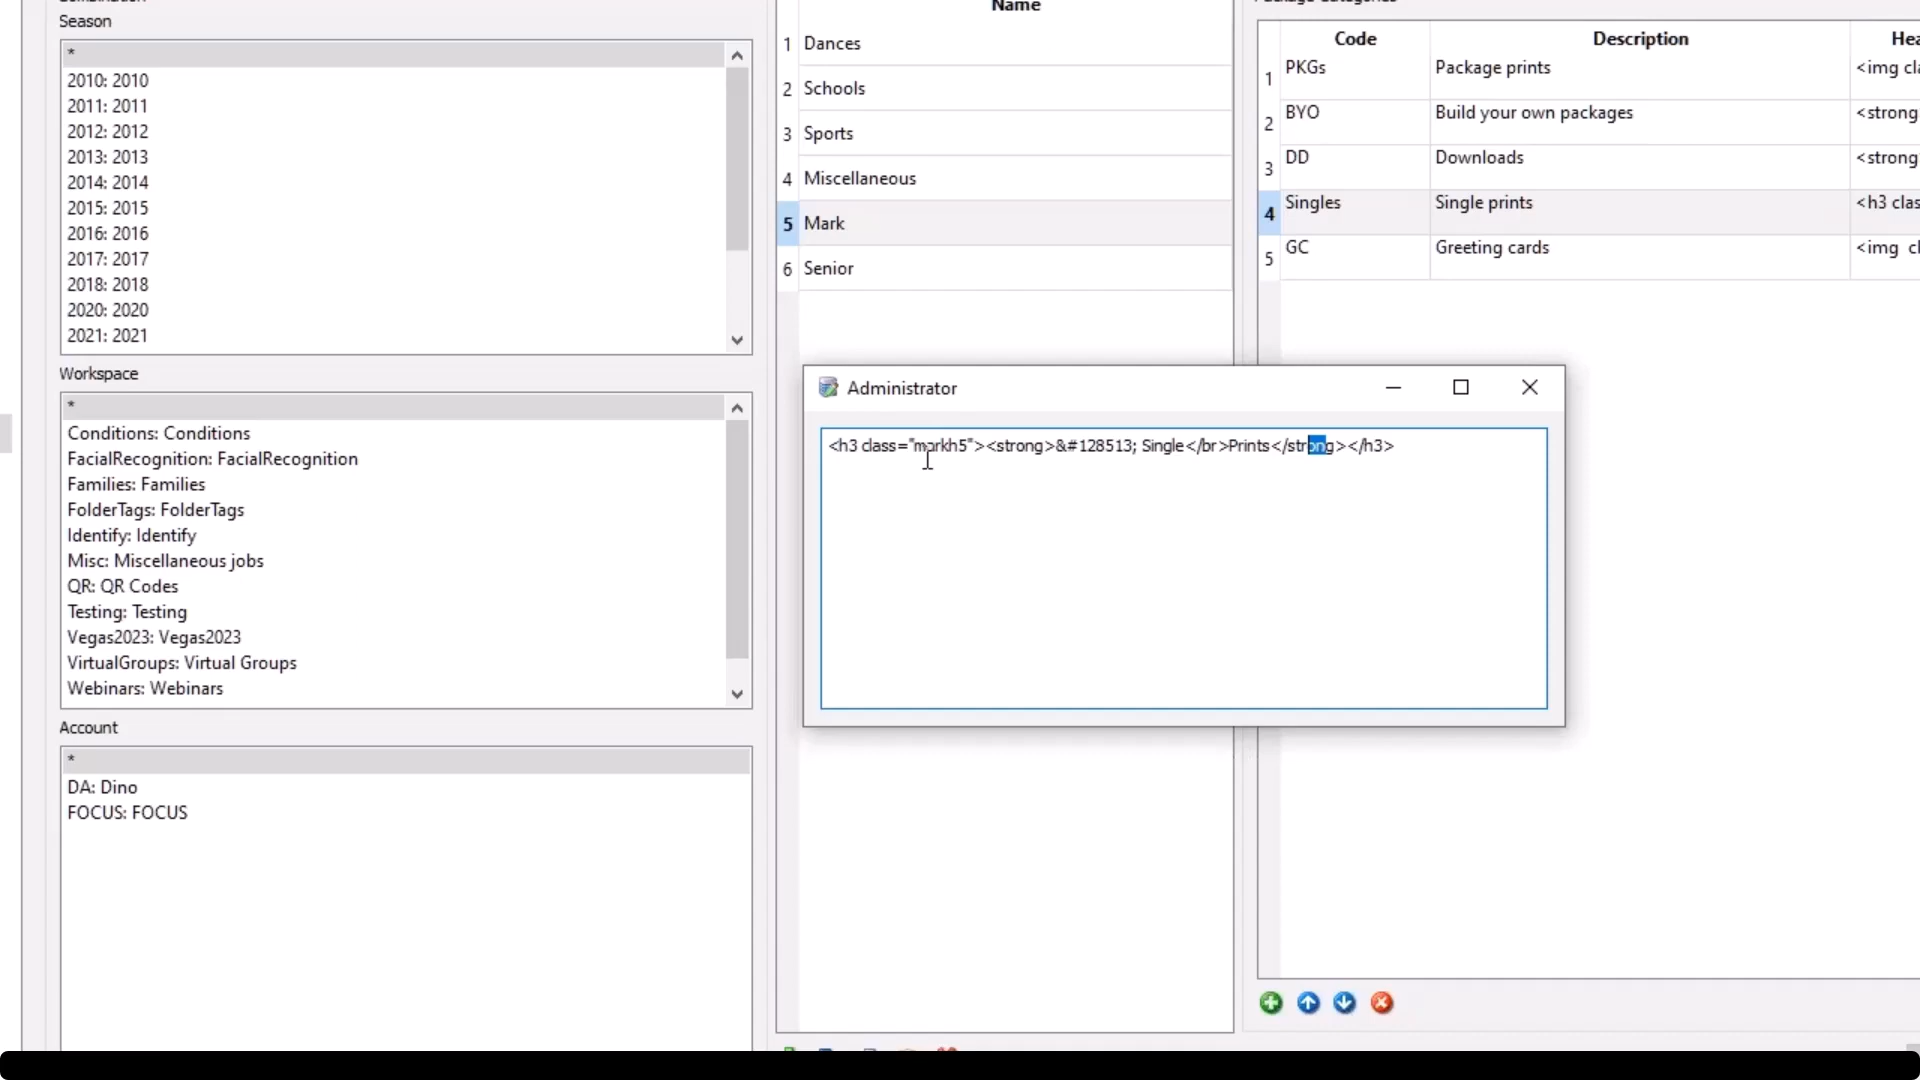 Season
*
2010: 2010
2011: 2011
2012: 2012
2013: 2013
2014: 2014
2015: 2015
2016: 2016
2017: 2017
2018: 2018
2020: 2020
2021: 2021
Workspace
*
Conditions: Conditions
FacialRecognition: FacialRecognition
Families: Families
FolderTags: FolderTags
Identify: Identify
Misc: Miscellaneous jobs
QR: QR Codes
Testing: Testing
Vegas2023: Vegas2023
VirtualGroups: Virtual Groups
Webinars: Webinars
Account
*
DA: Dino
FOCUS: FOCUS
Name
1 Dances
2 Schools
3 Sports
4 Miscellaneous
5 Mark
6 Senior
Code Description Hea
1 PKGs Package prints <img cla
2 BYO Build your own packages <strong
3 DD Downloads <strong
4 Singles Single prints <h3 clas
5 GC Greeting cards <img cl
Administrator
<h3 class="markh5"><strong>&#128513; Single</br>Prints</strong></h3>